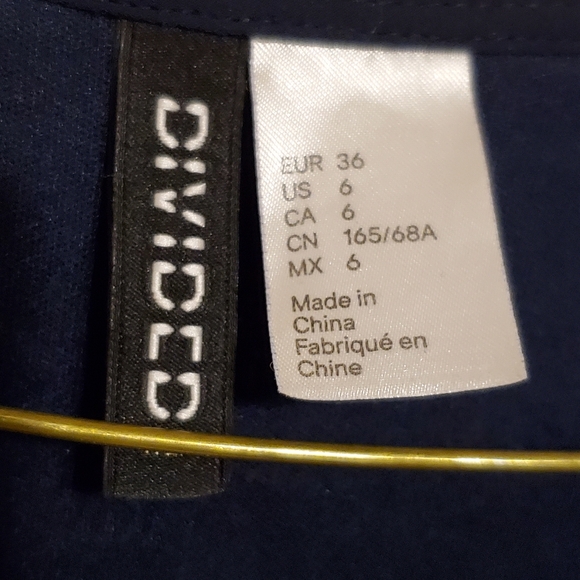 DIVIDED
EUR 36
US 6
CA 6
CN 165/68A
MX 6
Made in
China
Fabriqué en
Chine